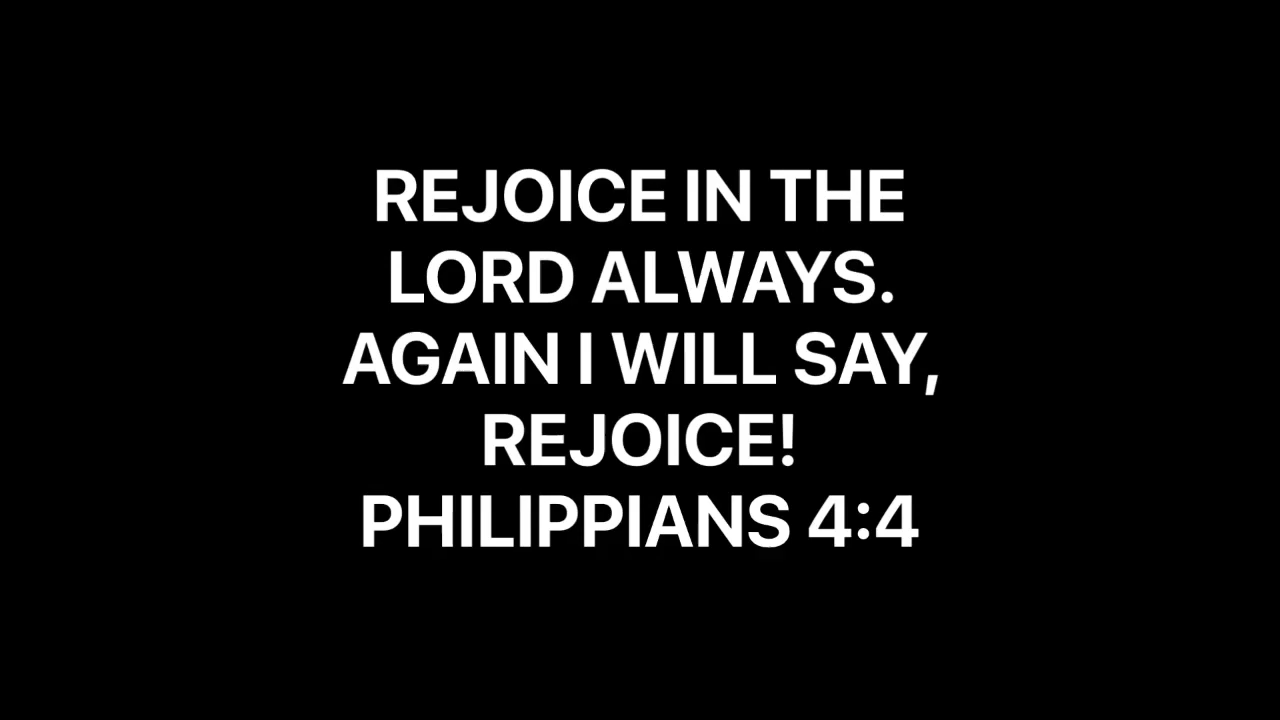 REJOICE IN THE
LORD ALWAYS.
AGAIN I WILL SAY,
REJOICE!
PHILIPPIANS 4:4